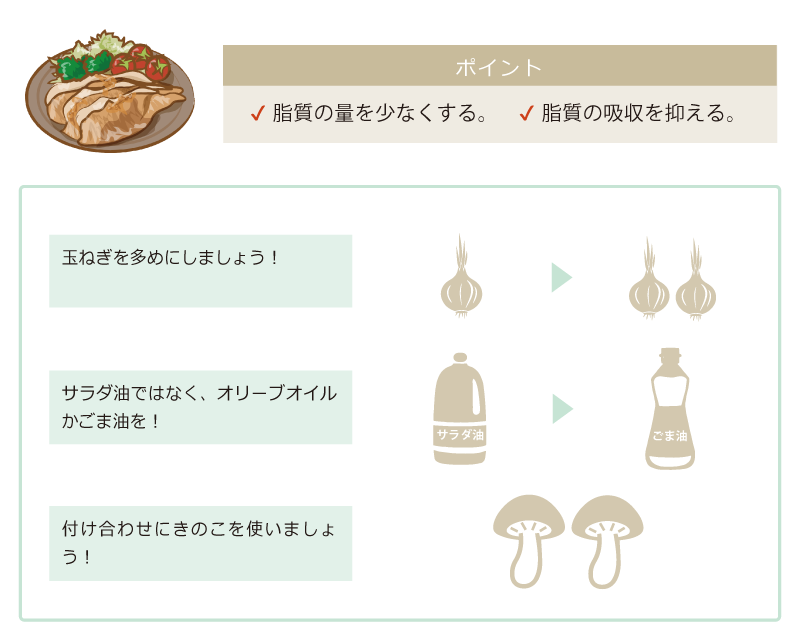 ポイント
✓ 脂質の量を少なくする。 ✓ 脂質の吸収を抑える。
玉ねぎを多めにしましょう！
サラダ油ではなく、オリーブオイル
かごま油を！
サラダ油
ごま油
付け合わせにきのこを使いましょ
う！